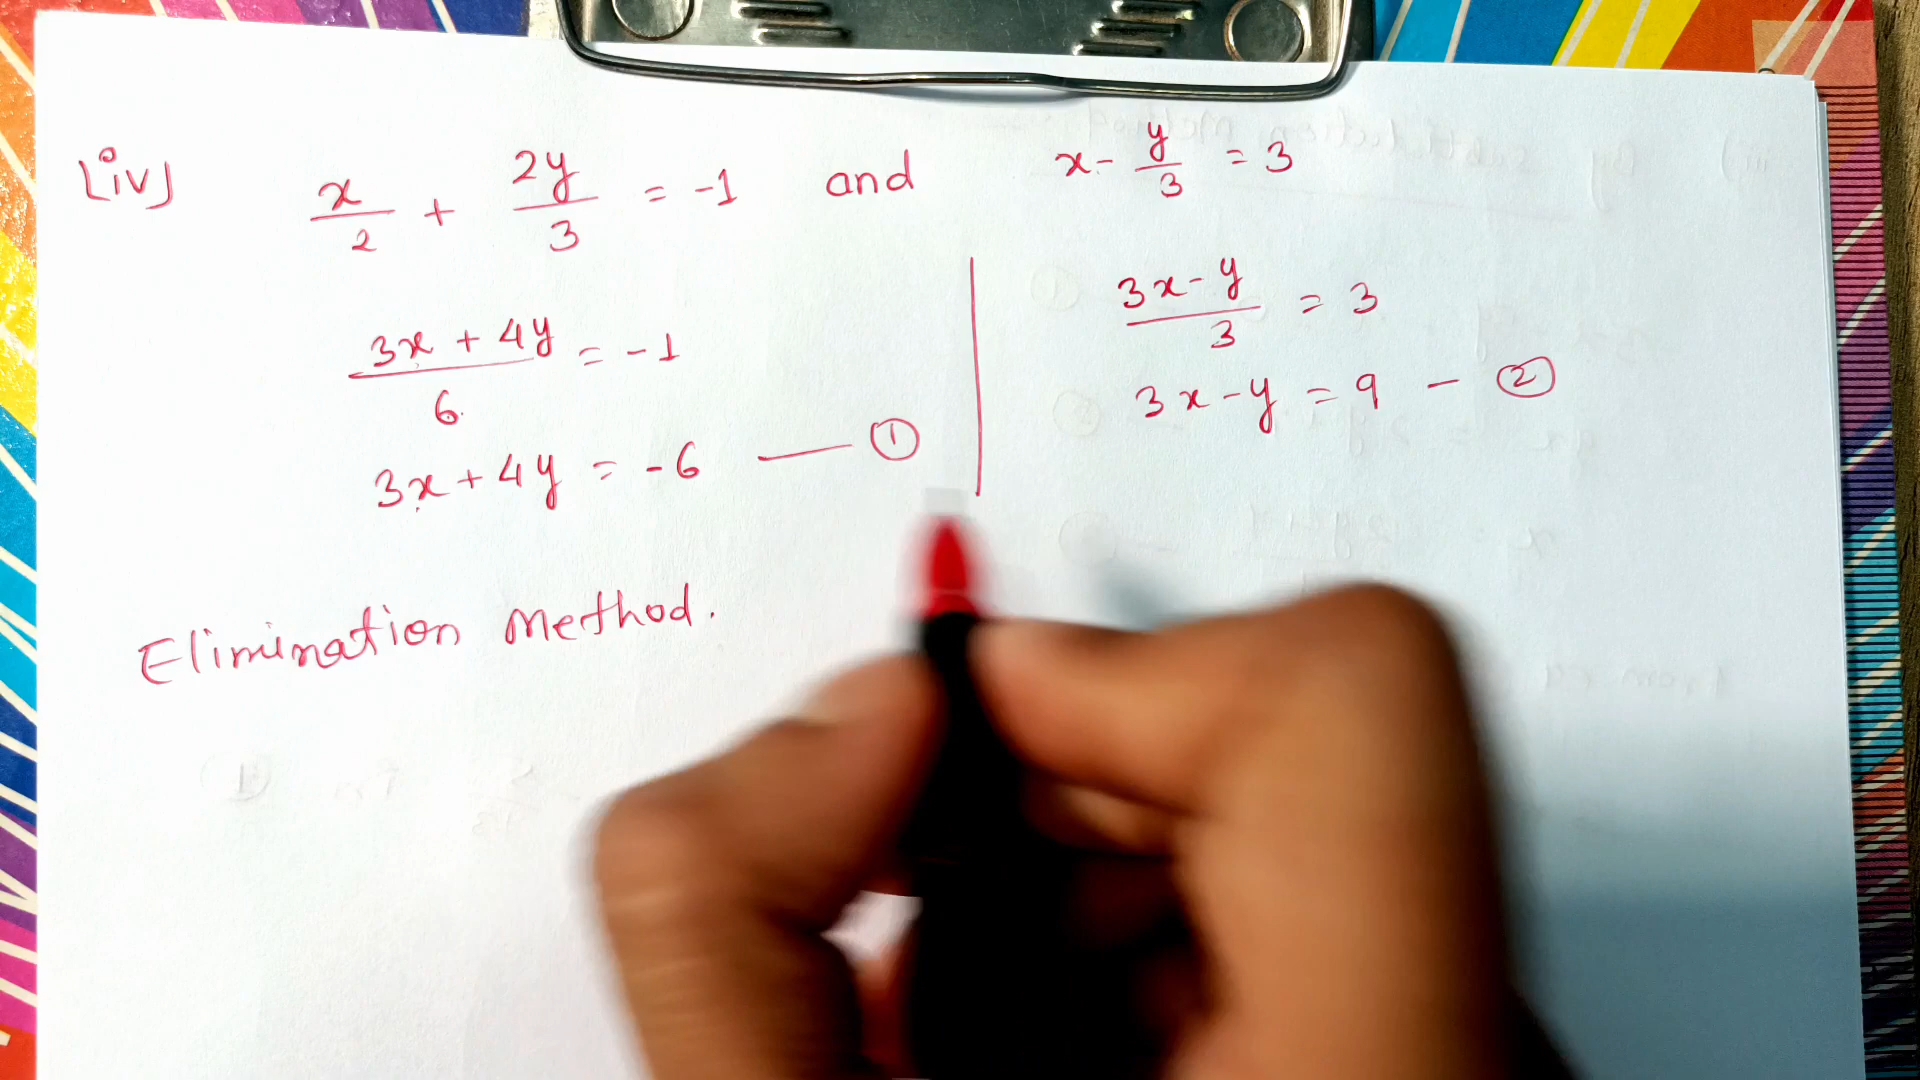 (iv) x/2 + 2y/3 = -1 and x - y/3 = 3
(3x + 4y)/6 = -1
3x + 4y = -6 — ①
(3x - y)/3 = 3
3x - y = 9 — ②
Elimination Method.